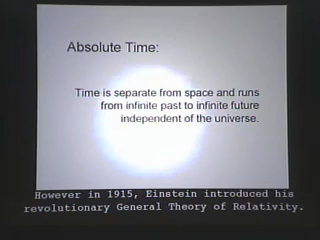 Absolute Time:
Time is separate from space and runs
from infinite past to infinite future
independent of the universe.
However in 1915, Einstein introduced his
revolutionary General Theory of Relativity.